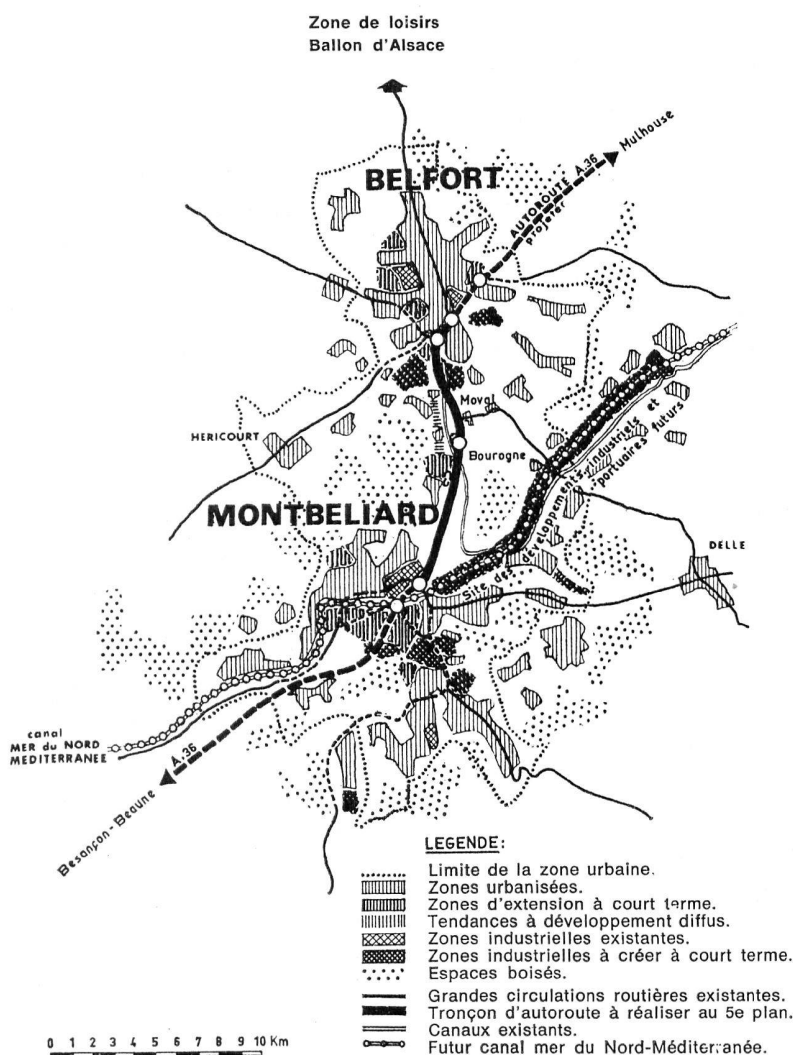 Zone de loisirs
Ballon d'Alsace
BELFORT
AUTOROUTE A.36
projetée
Mulhouse
HERICOURT
Moval
Bourogne
MONTBELIARD
Site des développements industriels et
portuaires futurs
DELLE
canal
MER du NORD
MEDITERRANEE
A.36
Besançon-Beaune
LEGENDE:
Limite de la zone urbaine.
Zones urbanisées.
Zones d'extension à court terme.
Tendances à développement diffus.
Zones industrielles existantes.
Zones industrielles à créer à court terme.
Espaces boisés.
Grandes circulations routières existantes.
Tronçon d'autoroute à réaliser au 5e plan.
Canaux existants.
Futur canal mer du Nord-Méditerranée.
0 1 2 3 4 5 6 7 8 9 10 Km